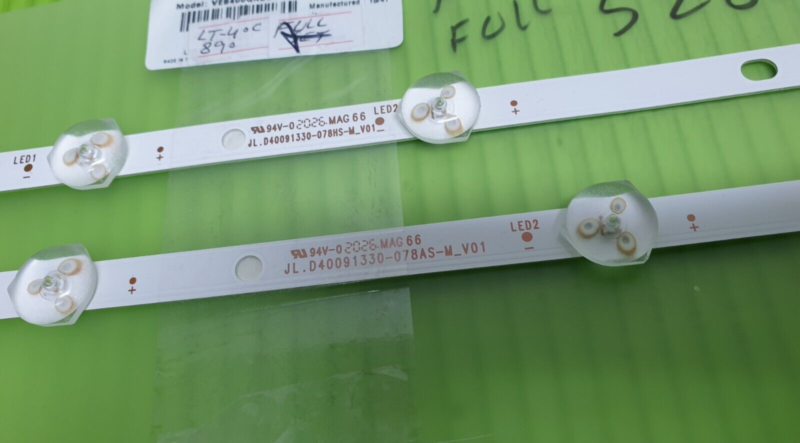 Model:
Manufactured
LT-40C
890
FULL
FULL
LED1
94V-0 2026 MAG 66
LED2
JL.D40091330-078HS-M_V01
94V-0 2026 MAG 66
LED2
JL.D40091330-078AS-M_V01